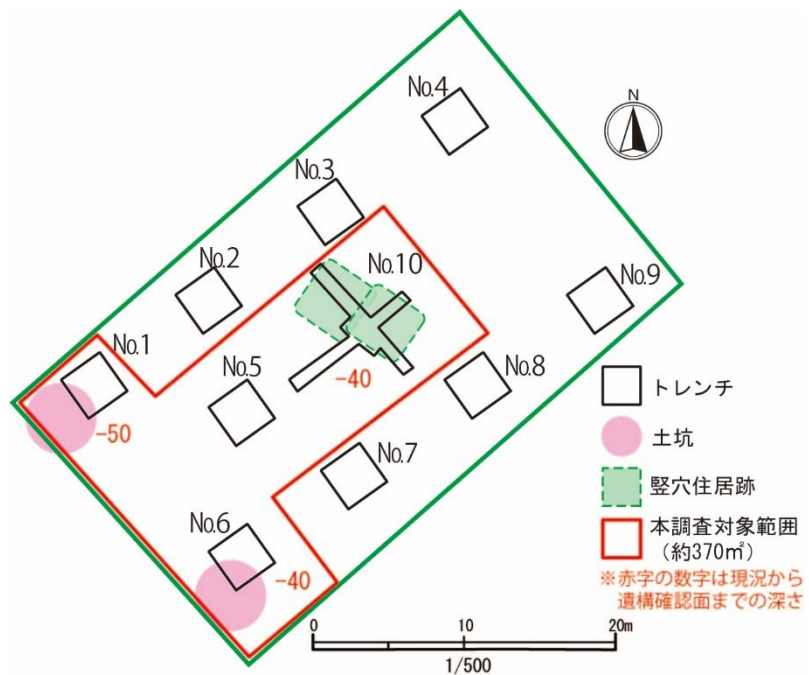 No.4
N
No.3
No.2
No.10
No.9
No.1
No.5
-40
No.8
-50
No.7
No.6
-40
トレンチ
土坑
竪穴住居跡
本調査対象範囲
（約370㎡）
※赤字の数字は現況から
遺構確認面までの深さ
0 10 20m
1/500